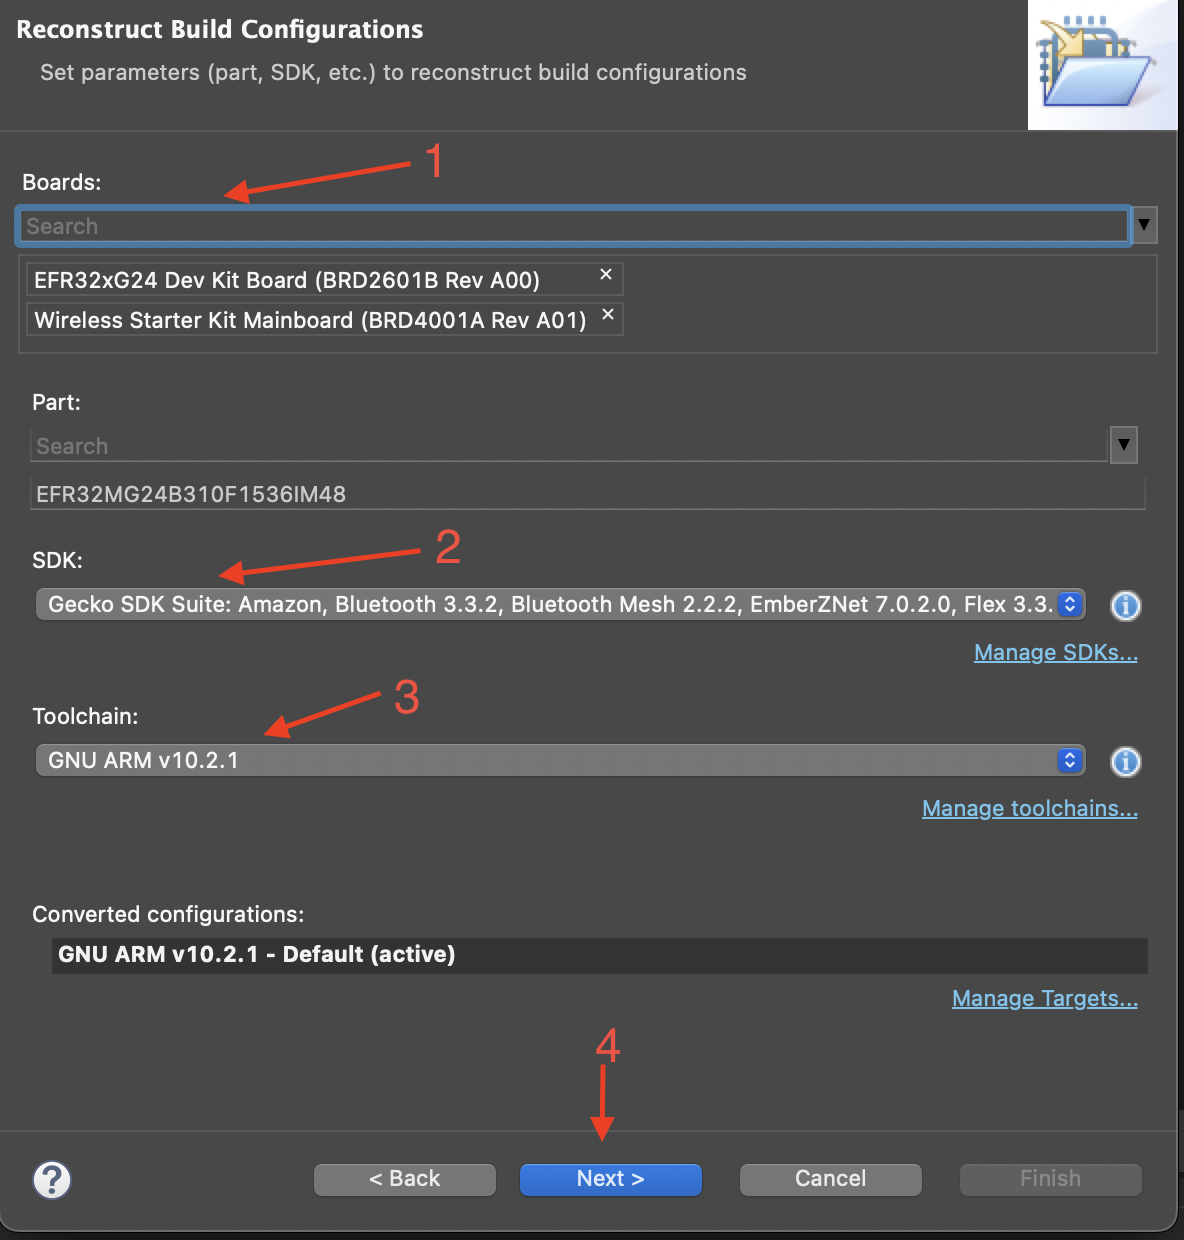 Reconstruct Build Configurations
Set parameters (part, SDK, etc.) to reconstruct build configurations
1
Boards:
Search
EFR32xG24 Dev Kit Board (BRD2601B Rev A00) ×
Wireless Starter Kit Mainboard (BRD4001A Rev A01) ×
Part:
Search
EFR32MG24B310F1536IM48
2
SDK:
Gecko SDK Suite: Amazon, Bluetooth 3.3.2, Bluetooth Mesh 2.2.2, EmberZNet 7.0.2.0, Flex 3.3.
Manage SDKs...
3
Toolchain:
GNU ARM v10.2.1
Manage toolchains...
Converted configurations:
GNU ARM v10.2.1 - Default (active)
Manage Targets...
4
? < Back Next > Cancel Finish